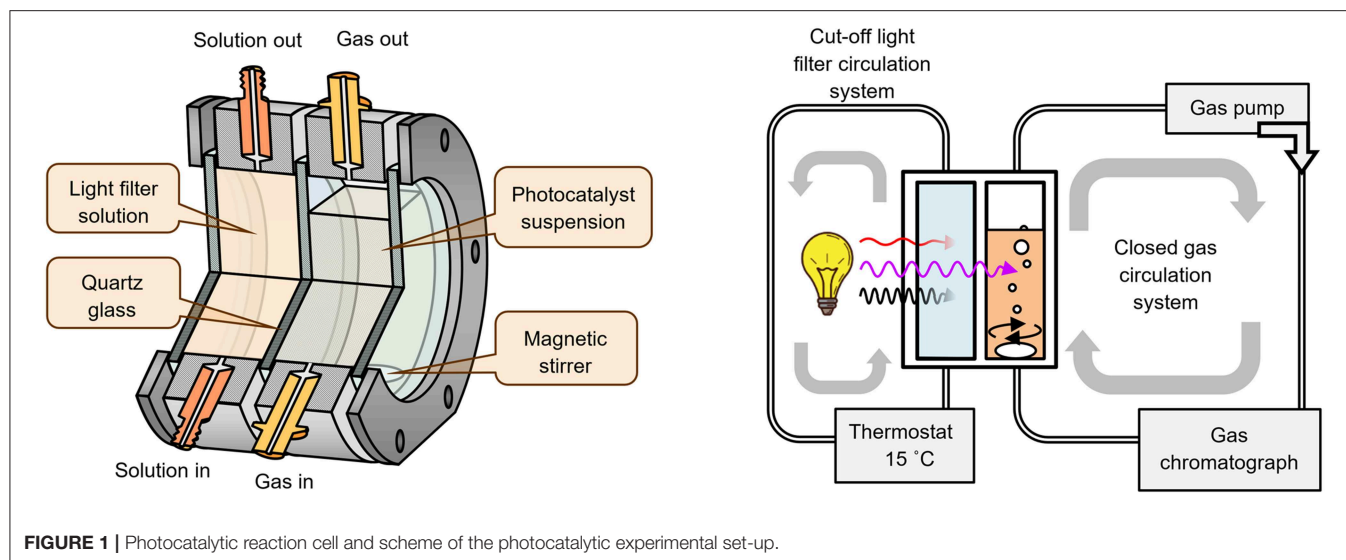 Solution out
Gas out
Light filter
solution
Photocatalyst
suspension
Quartz
glass
Magnetic
stirrer
Solution in
Gas in
Cut-off light
filter circulation
system
Gas pump
Closed gas
circulation
system
Thermostat
15 ˚C
Gas
chromatograph
FIGURE 1 | Photocatalytic reaction cell and scheme of the photocatalytic experimental set-up.